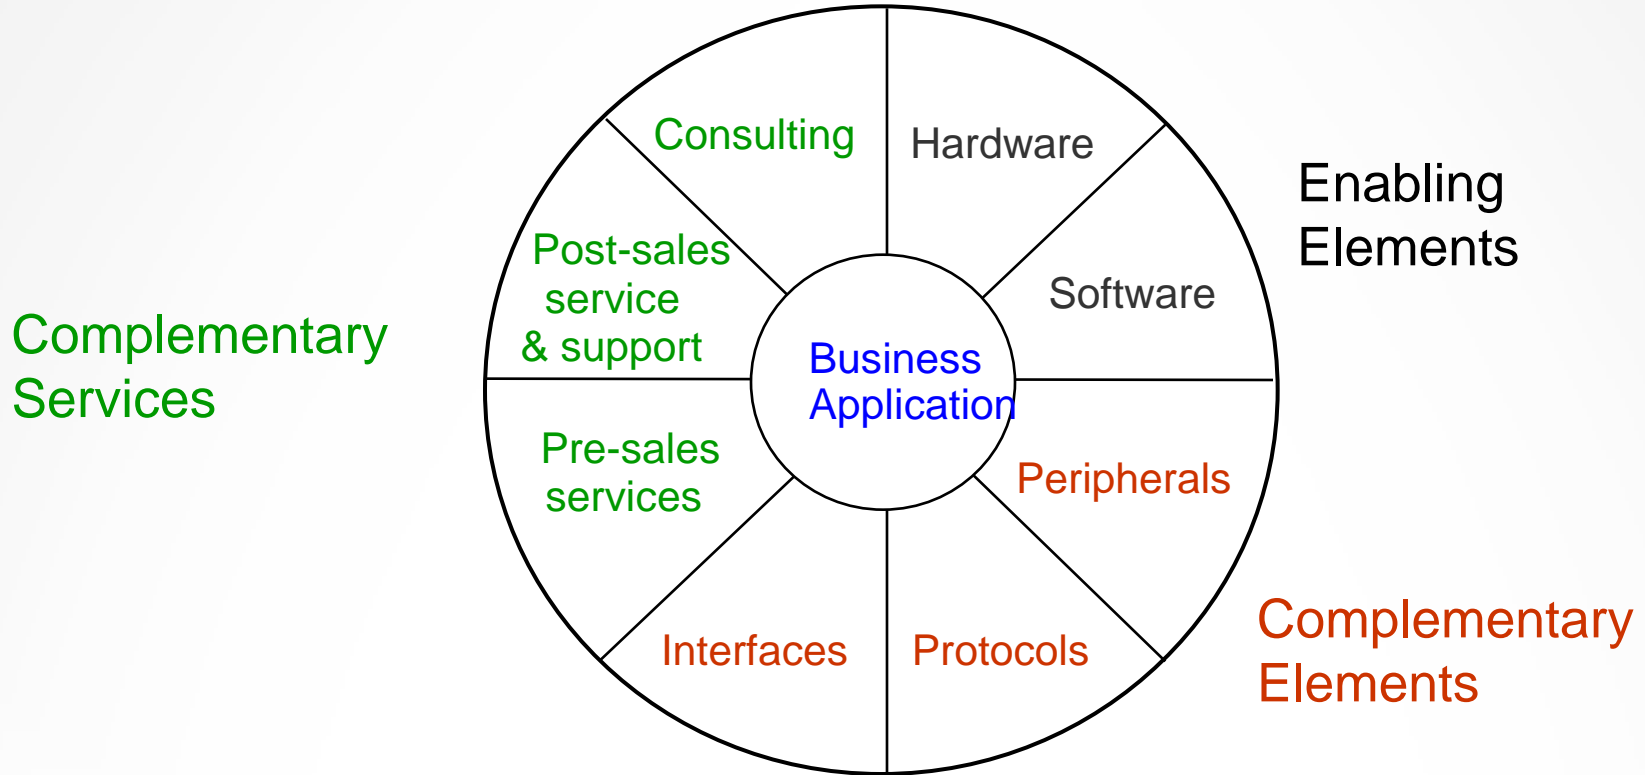 Consulting
Hardware
Enabling
Elements
Post-sales
service
& support
Software
Complementary
Services
Business
Application
Pre-sales
services
Peripherals
Interfaces
Protocols
Complementary
Elements